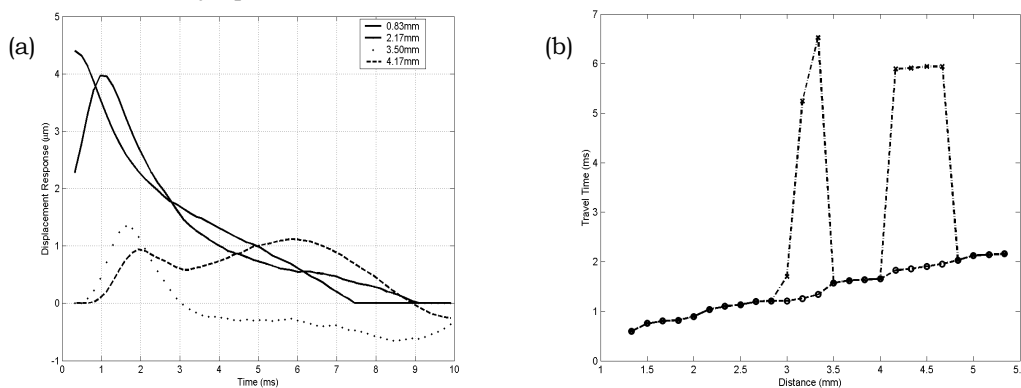 (a)
5
4
3
2
1
0
-1
Displacement Response (μm)
0.83mm
2.17mm
3.50mm
4.17mm
0 1 2 3 4 5 6 7 8 9 10
Time (ms)
(b)
7
6
5
4
3
2
1
0
Travel Time (ms)
1 1.5 2 2.5 3 3.5 4 4.5 5 5.
Distance (mm)